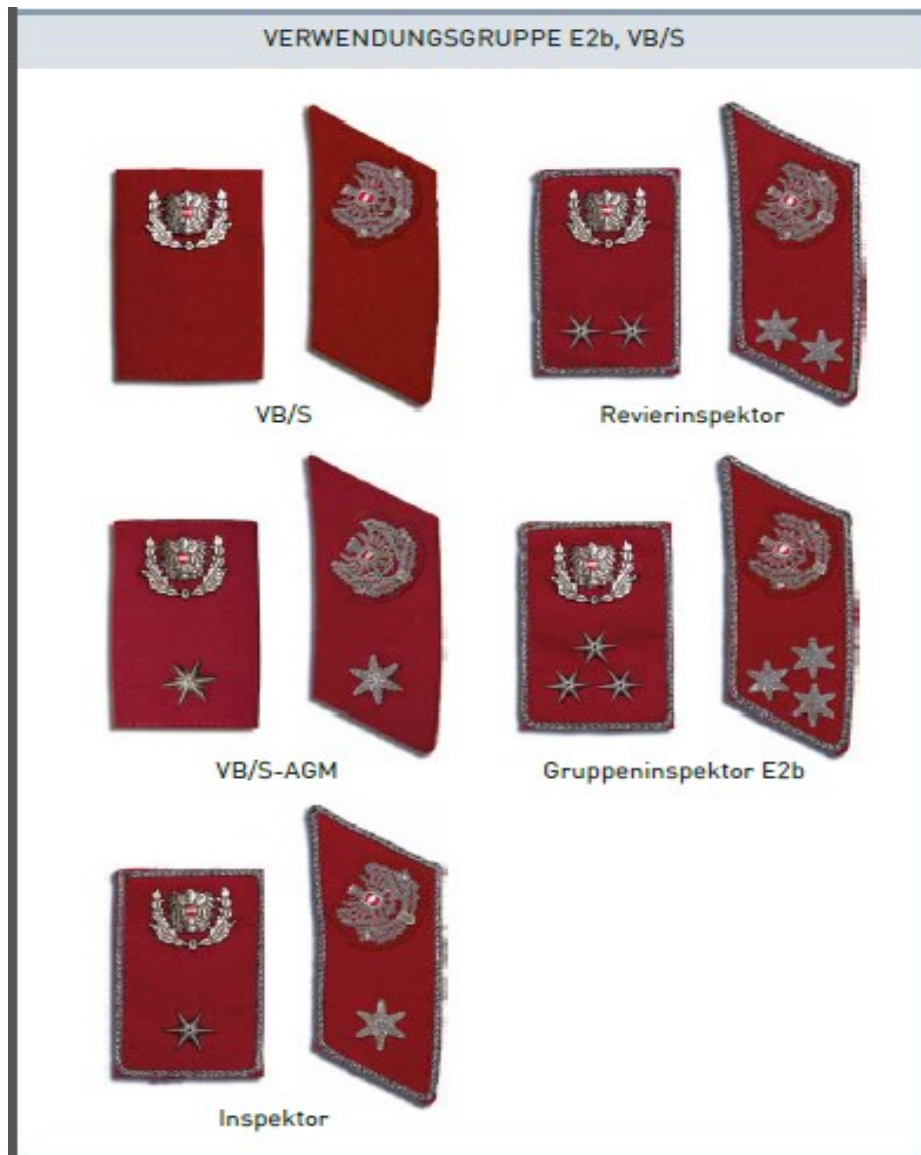 VERWENDUNGSGRUPPE E2b, VB/S
VB/S
Revierinspektor
VB/S-AGM
Gruppeninspektor E2b
Inspektor